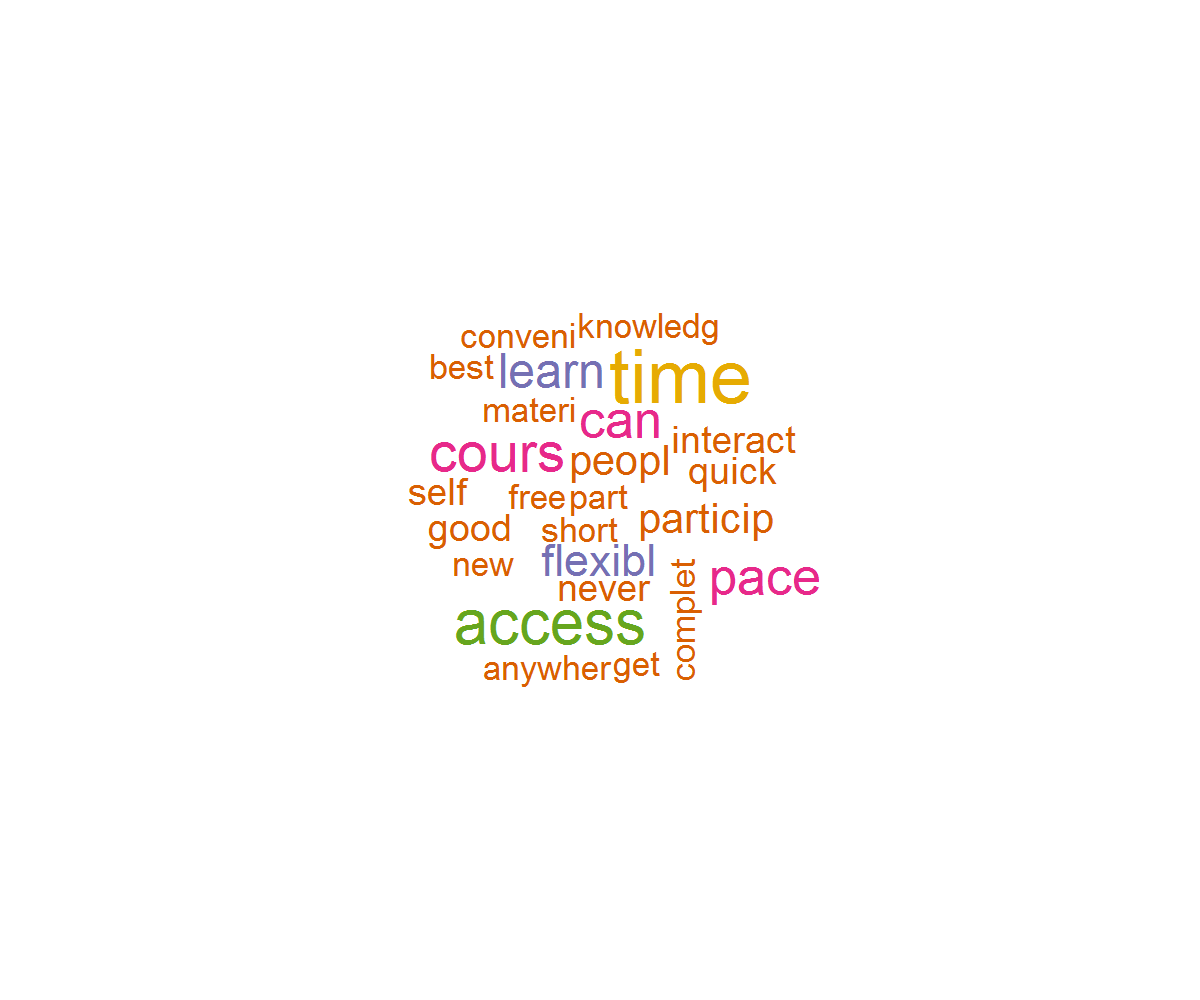 conveni knowledg
best learn time
materi can
cours peopl interact
quick
self free part
good short particip
new flexibl pace
never complet
access
anywher get